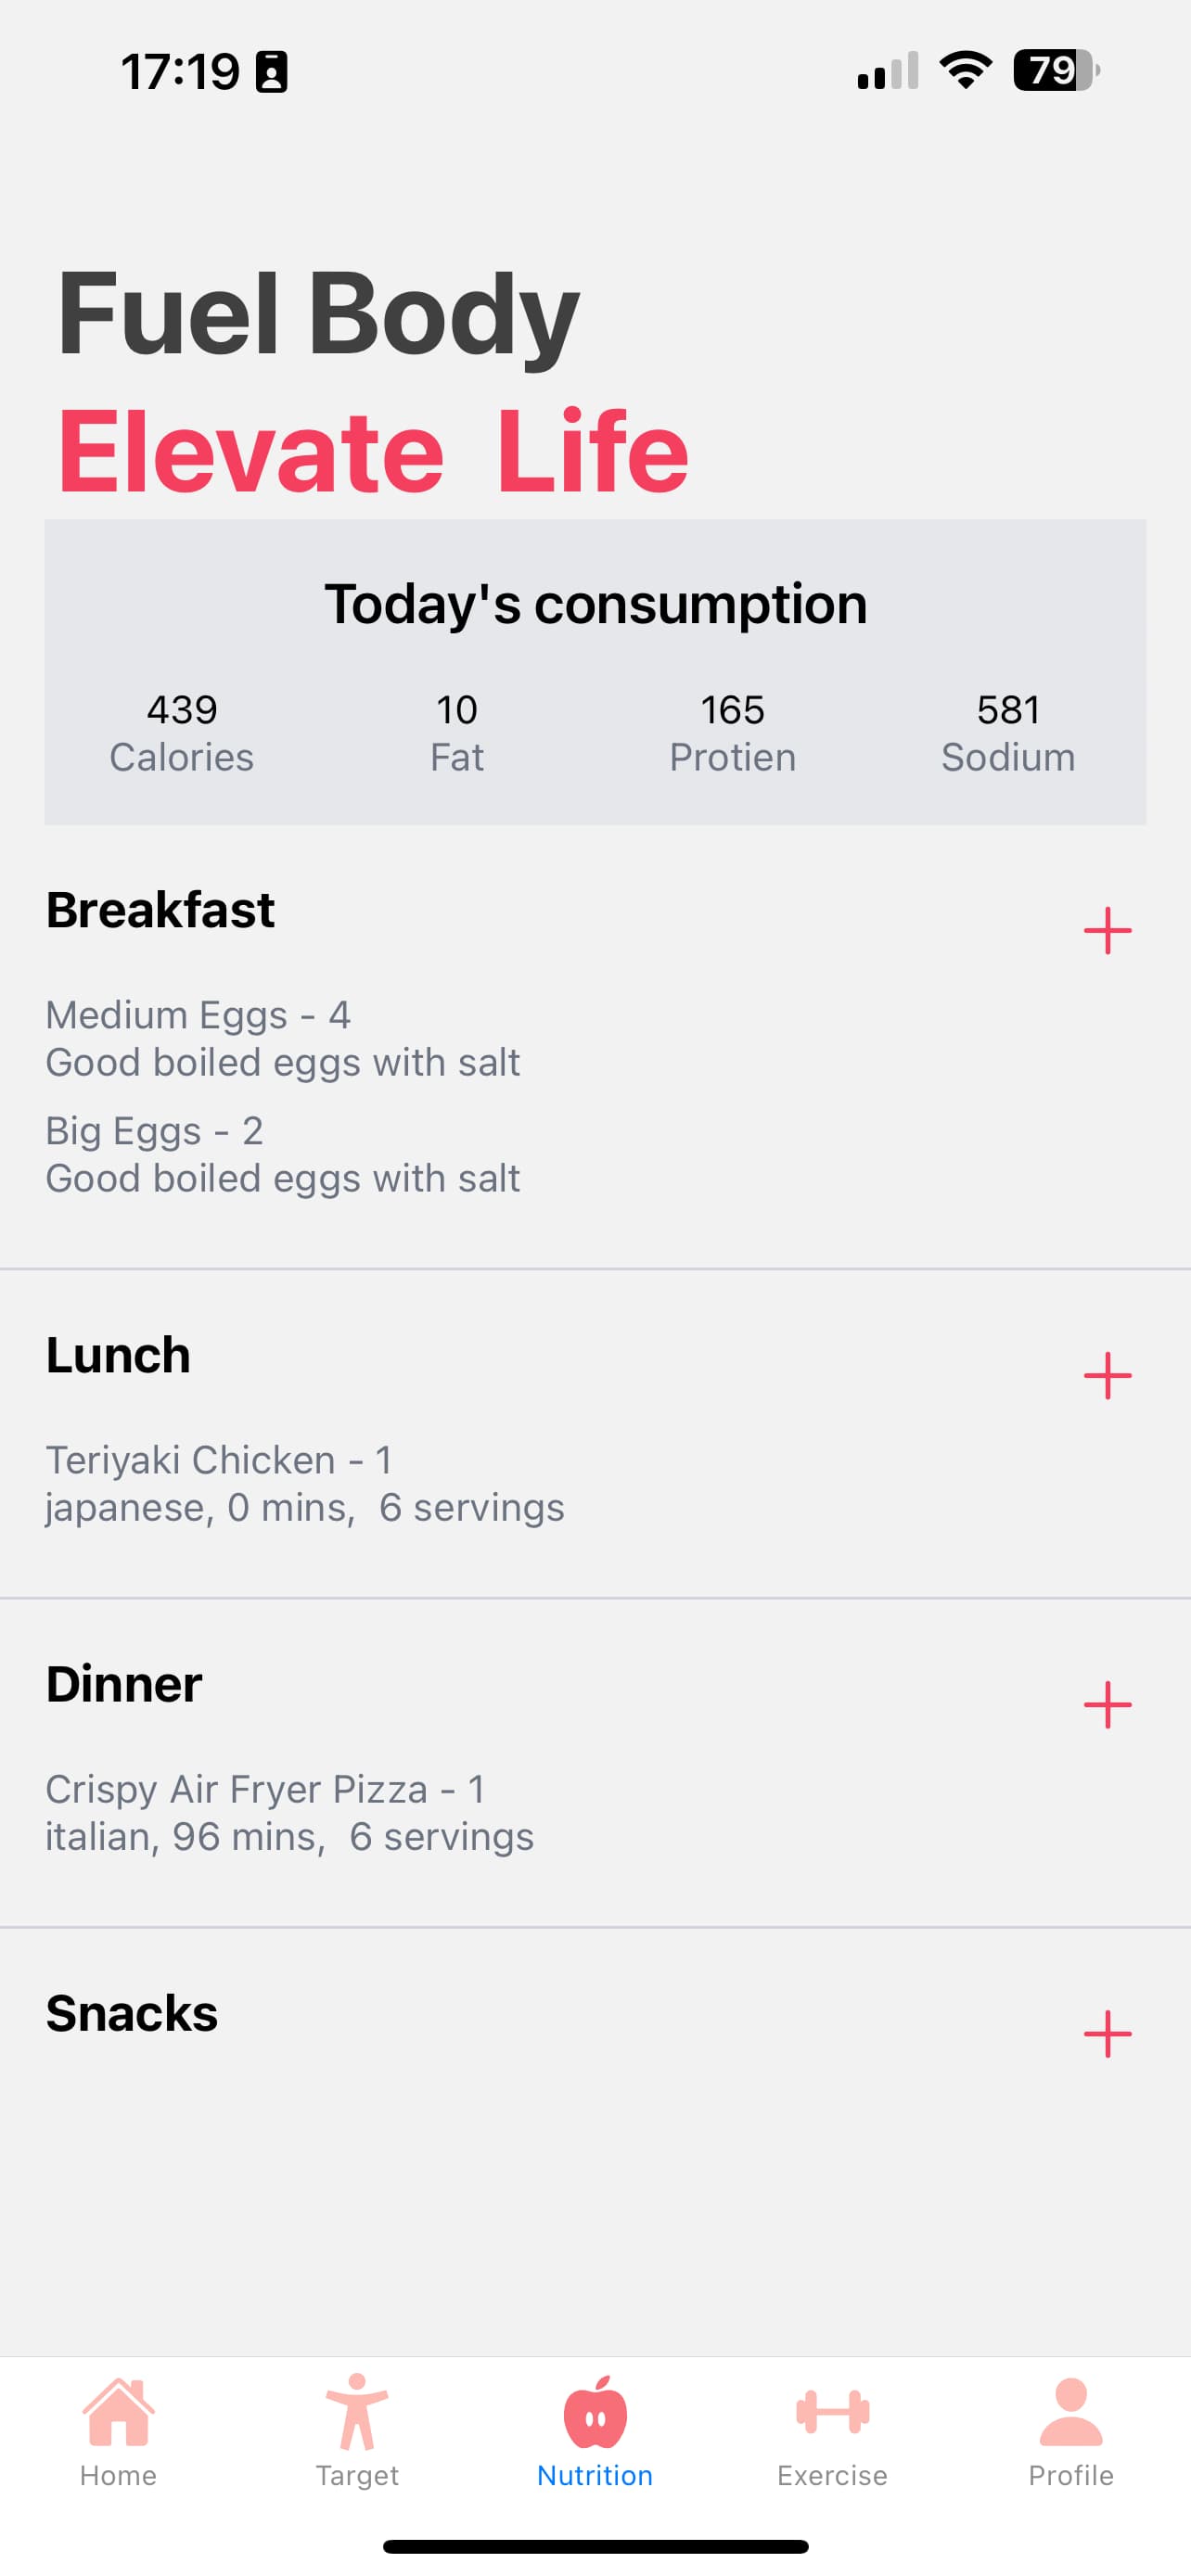 17:19
79
Fuel Body
Elevate Life
Today's consumption
439 10 165 581
Calories Fat Protien Sodium
Breakfast
Medium Eggs - 4
Good boiled eggs with salt
Big Eggs - 2
Good boiled eggs with salt
Lunch
Teriyaki Chicken - 1
japanese, 0 mins,  6 servings
Dinner
Crispy Air Fryer Pizza - 1
italian, 96 mins,  6 servings
Snacks
Home Target Nutrition Exercise Profile